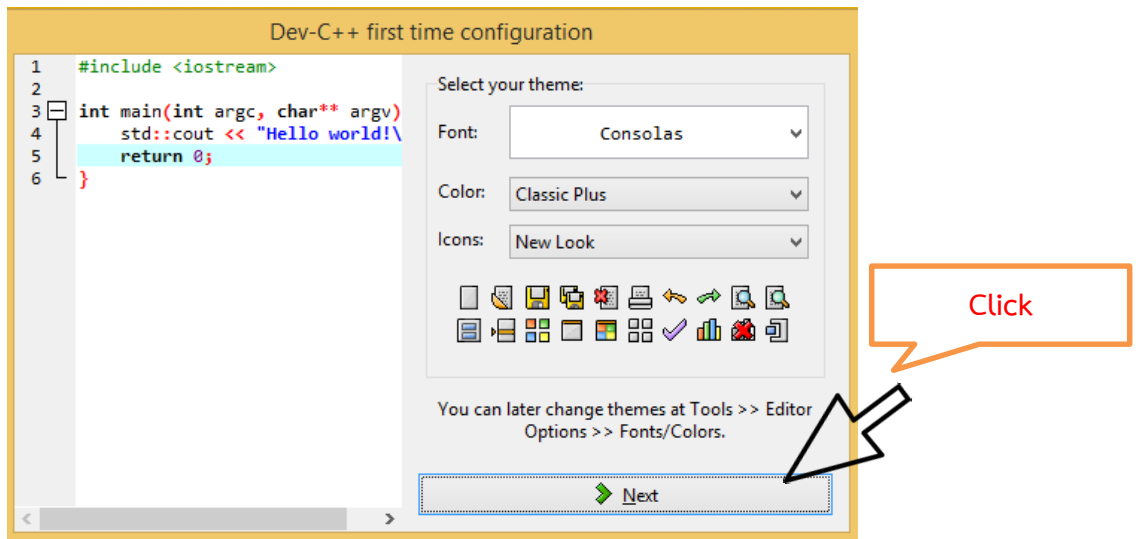 Dev-C++ first time configuration
1 #include <iostream>
2
3 int main(int argc, char** argv)
4 std::cout << "Hello world!\
5 return 0;
6 }
Select your theme:
Font: Consolas
Color: Classic Plus
Icons: New Look
You can later change themes at Tools >> Editor
Options >> Fonts/Colors.
Next
Click